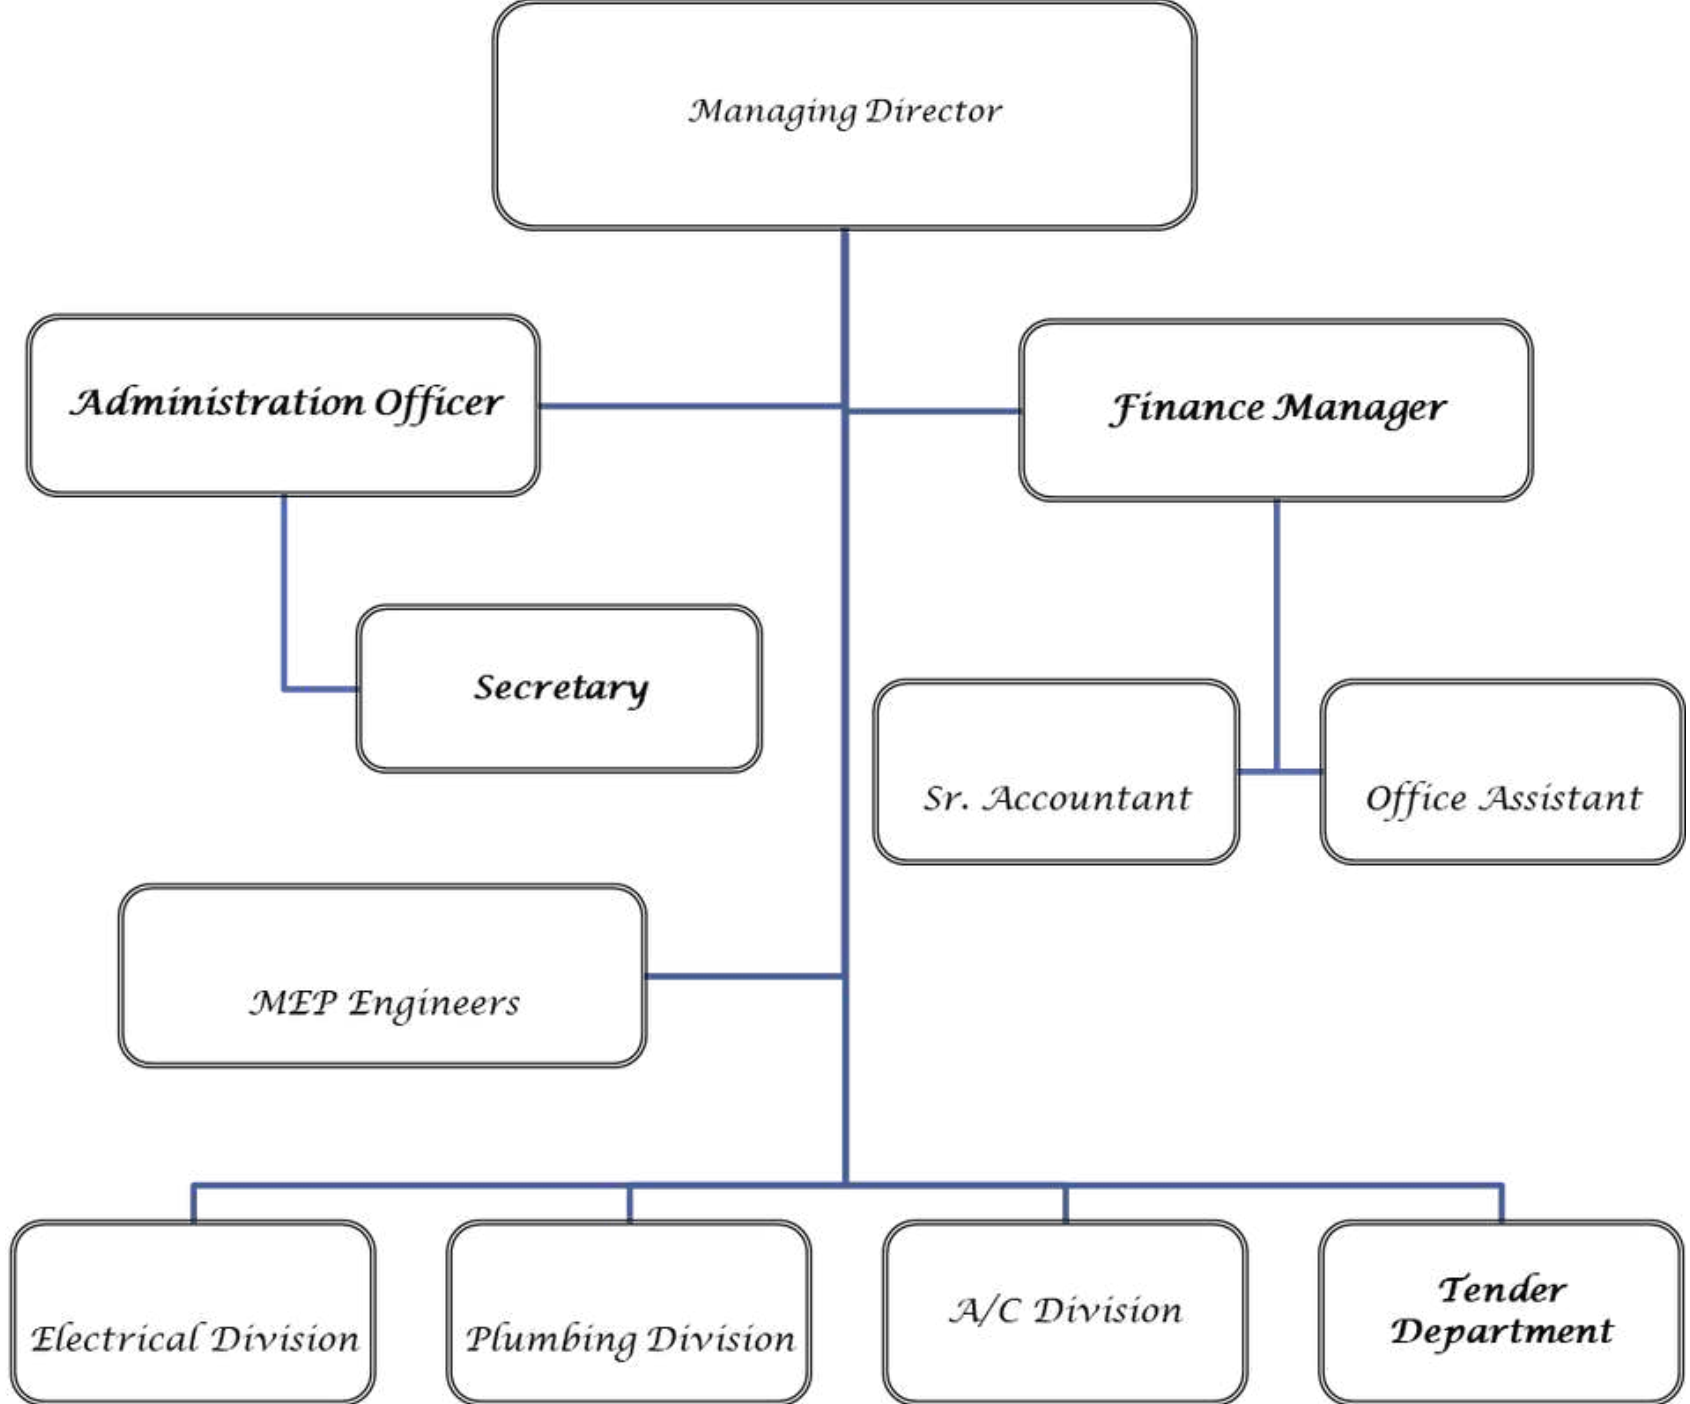 Managing Director
Administration Officer
Finance Manager
Secretary
Sr. Accountant
Office Assistant
MEP Engineers
Electrical Division
Plumbing Division
A/C Division
Tender
Department